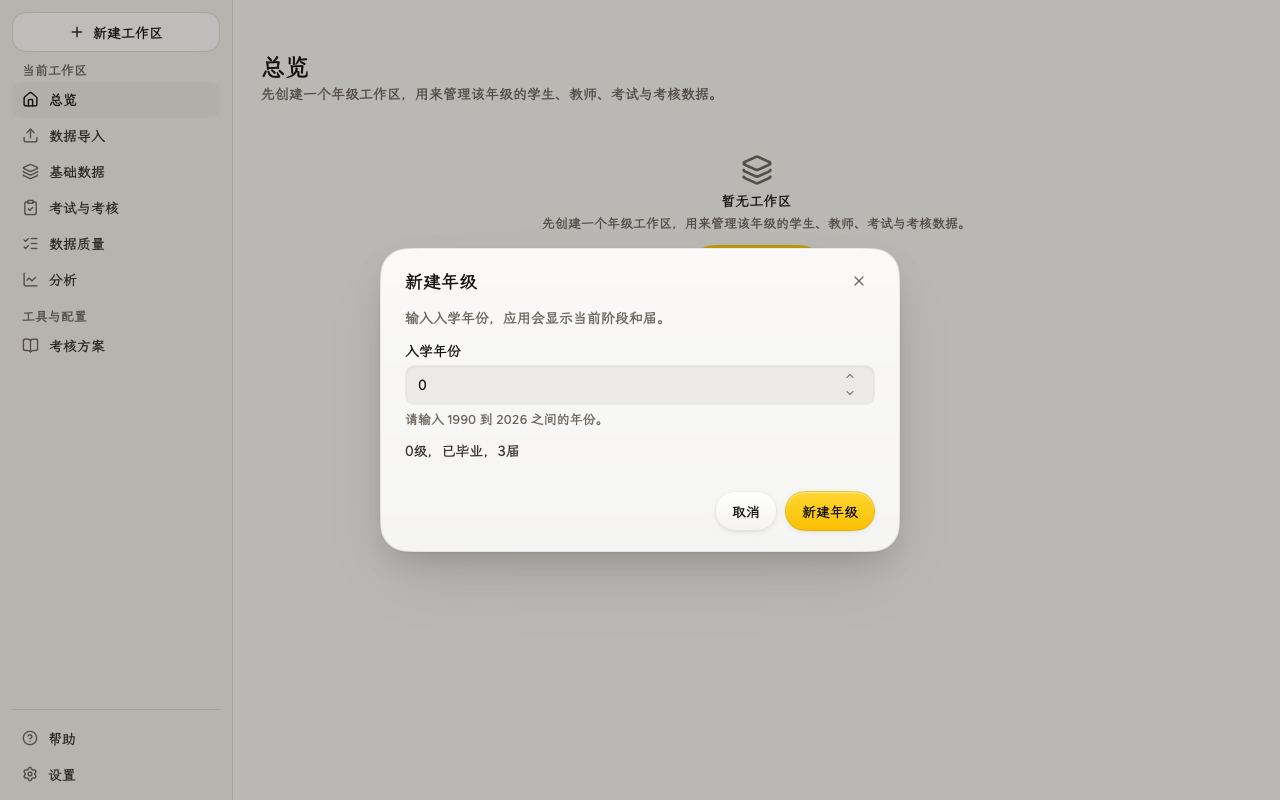 新建工作区
当前工作区
总览
数据导入
基础数据
考试与考核
数据质量
分析
工具与配置
考核方案
帮助
设置
总览
先创建一个年级工作区，用来管理该年级的学生、教师、考试与考核数据。
暂无工作区
先创建一个年级工作区，用来管理该年级的学生、教师、考试与考核数据。
新建年级
输入入学年份，应用会显示当前阶段和届。
入学年份
0
请输入 1990 到 2026 之间的年份。
0级，已毕业，3届
取消
新建年级